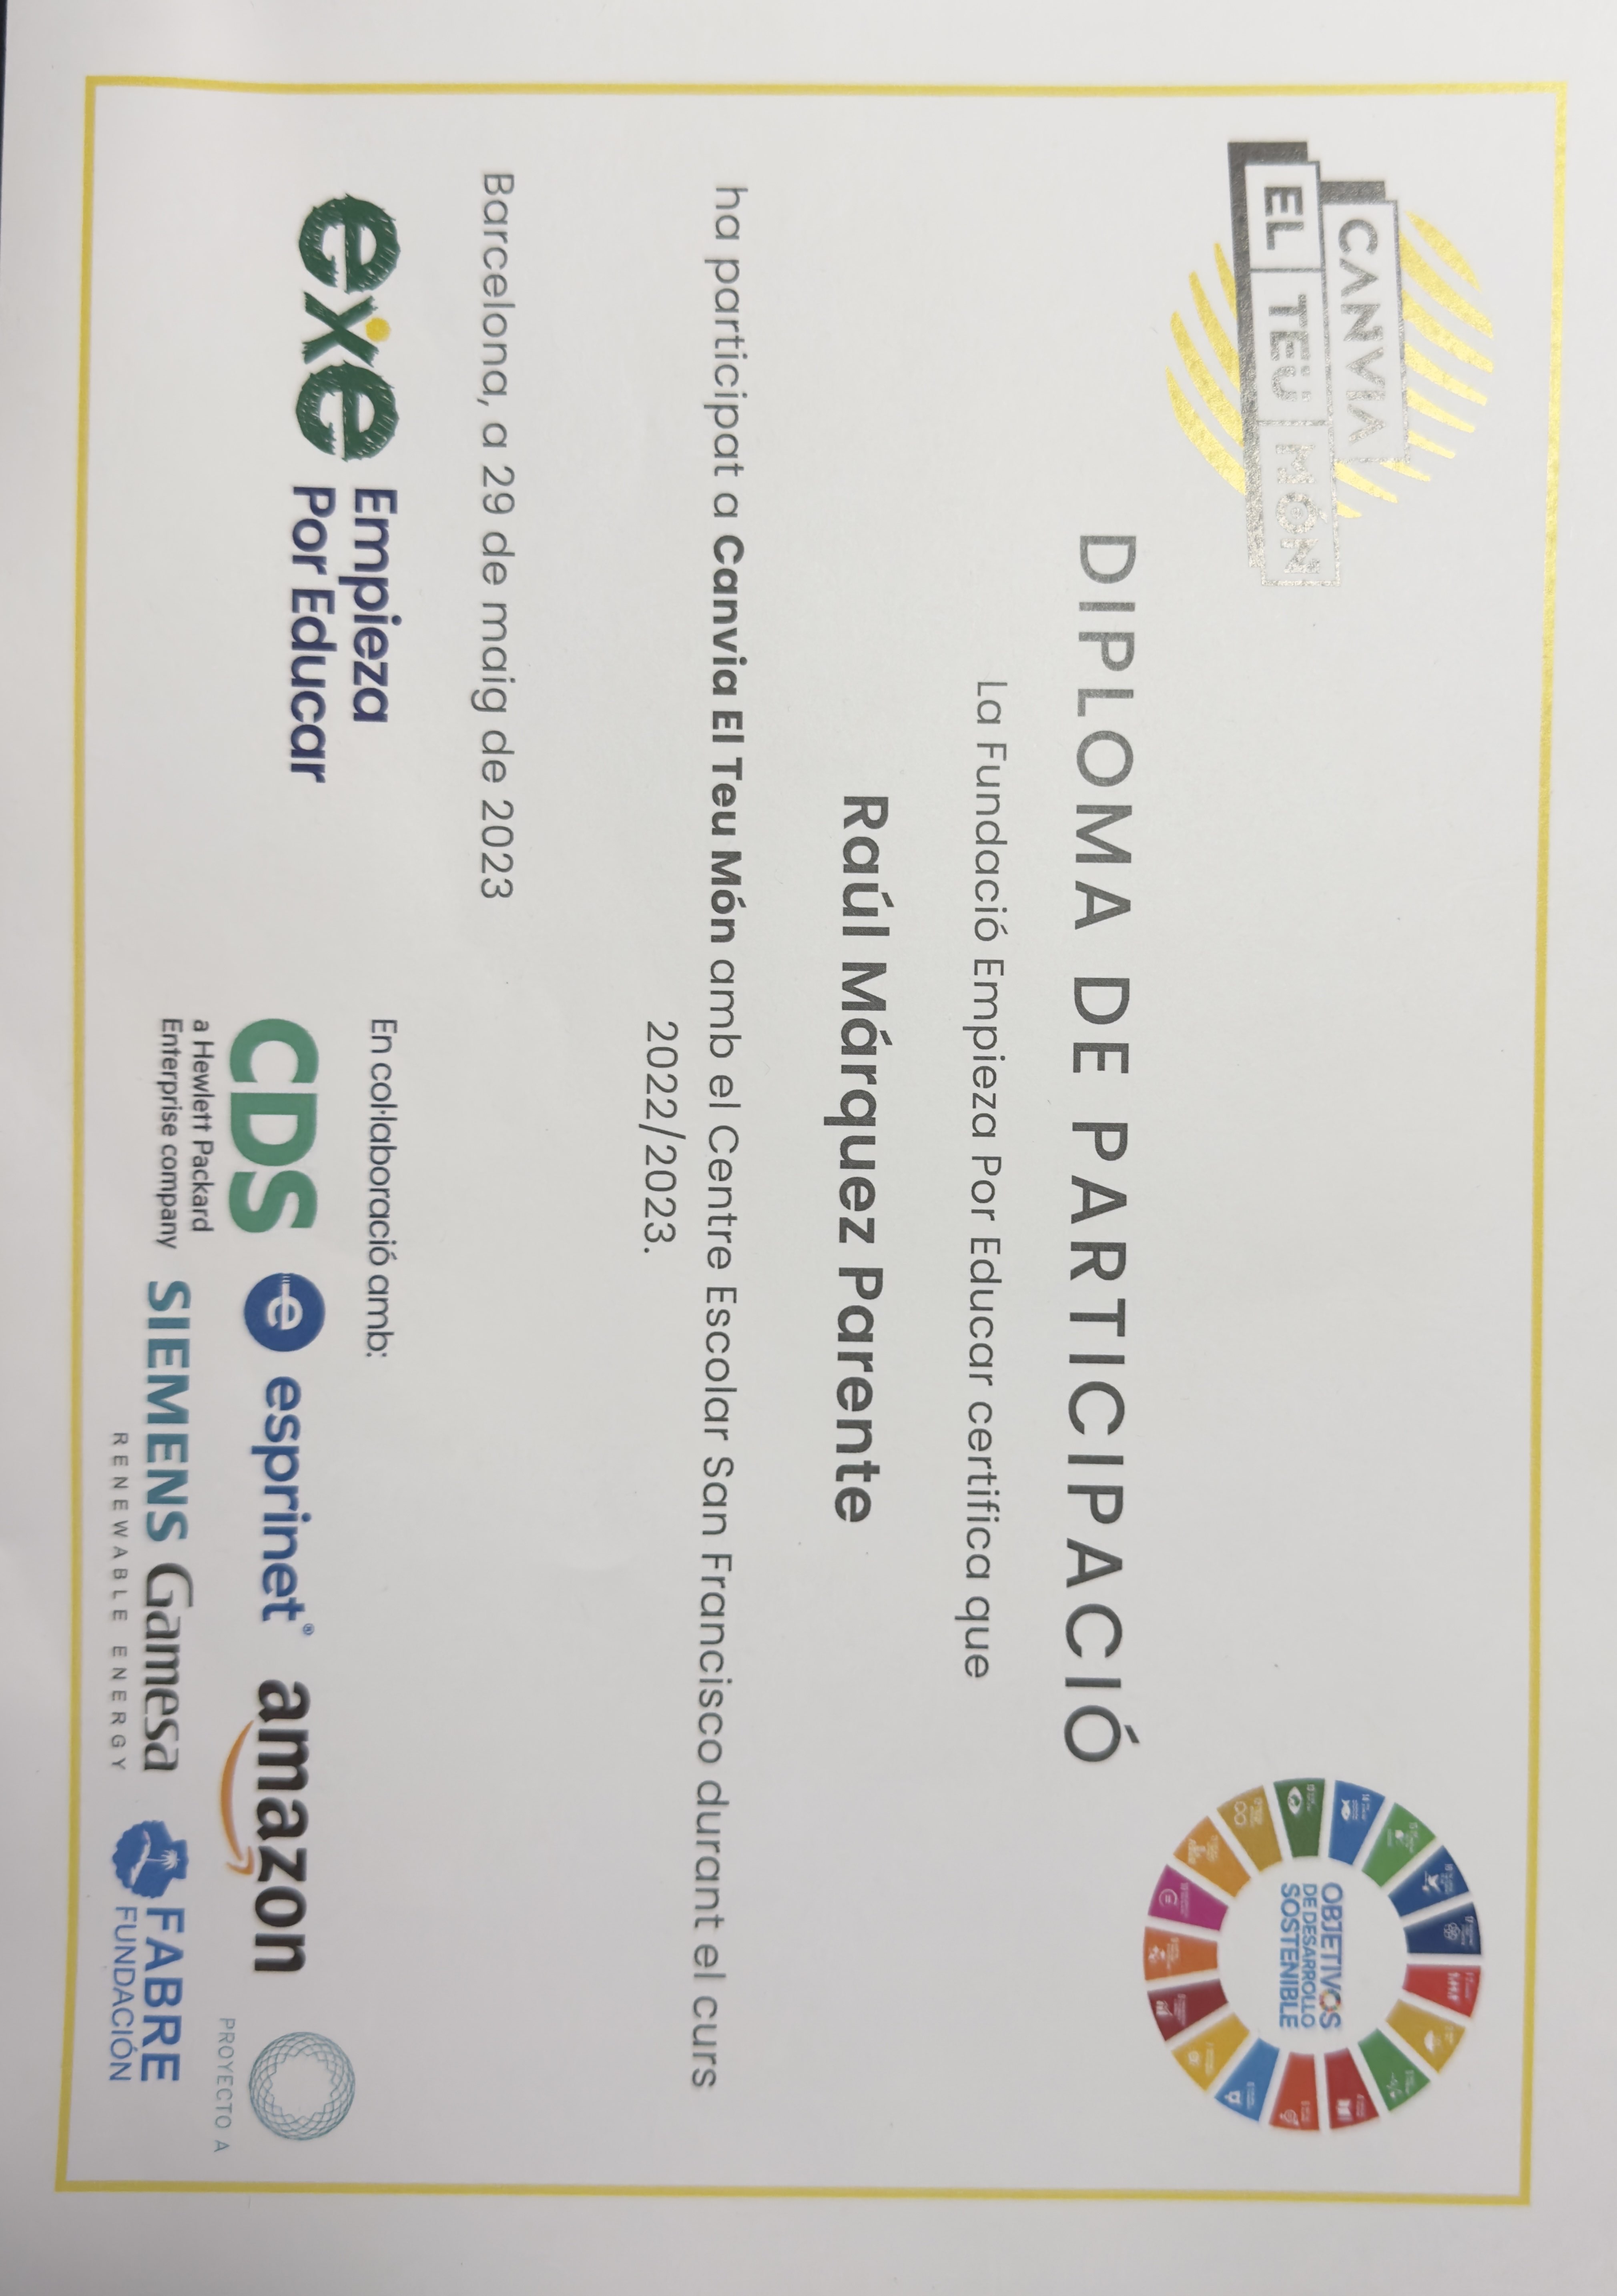 CANVIA
EL TEU MÓN
OBJETIVOS
DE DESARROLLO
SOSTENIBLE
DIPLOMA DE PARTICIPACIÓ
La Fundació Empieza Por Educar certifica que
Raúl Márquez Parente
ha participat a Canvia El Teu Món amb el Centre Escolar San Francisco durant el curs
2022/2023.
Barcelona, a 29 de maig de 2023
exe Empieza
Por Educar
En col·laboració amb:
CDS
a Hewlett Packard
Enterprise company
esprinet®
amazon
PROYECTO A
SIEMENS Gamesa
RENEWABLE ENERGY
FABRE
FUNDACIÓN